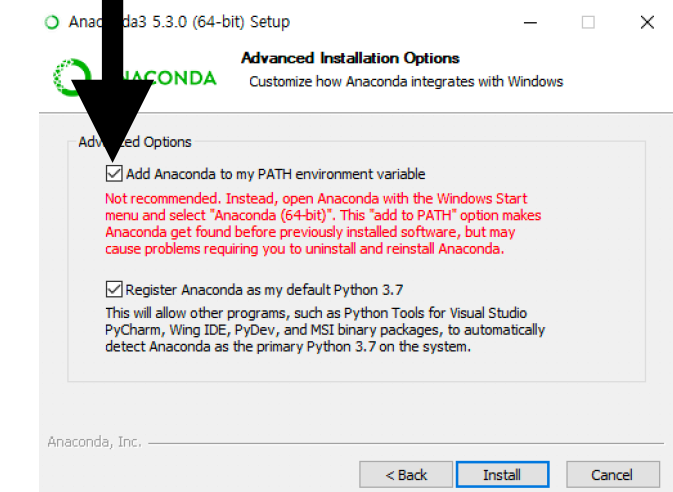 Anaconda3 5.3.0 (64-bit) Setup
Advanced Installation Options
ANACONDA
Customize how Anaconda integrates with Windows
Advanced Options
Add Anaconda to my PATH environment variable
Not recommended. Instead, open Anaconda with the Windows Start
menu and select "Anaconda (64-bit)". This "add to PATH" option makes
Anaconda get found before previously installed software, but may
cause problems requiring you to uninstall and reinstall Anaconda.
Register Anaconda as my default Python 3.7
This will allow other programs, such as Python Tools for Visual Studio
PyCharm, Wing IDE, PyDev, and MSI binary packages, to automatically
detect Anaconda as the primary Python 3.7 on the system.
Anaconda, Inc.
< Back Install Cancel